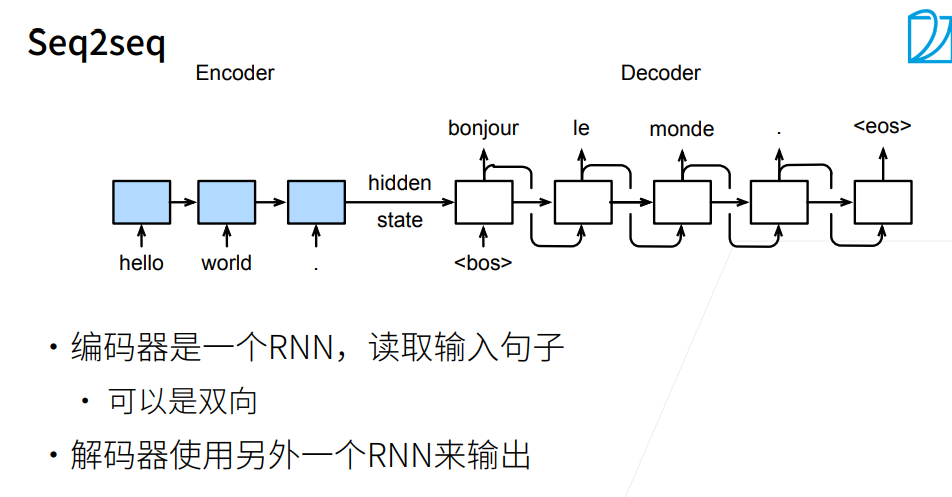 Seq2seq
Encoder Decoder
bonjour le monde . <eos>
hidden
state
hello world . <bos>
• 编码器是一个RNN，读取输入句子
• 可以是双向
• 解码器使用另外一个RNN来输出